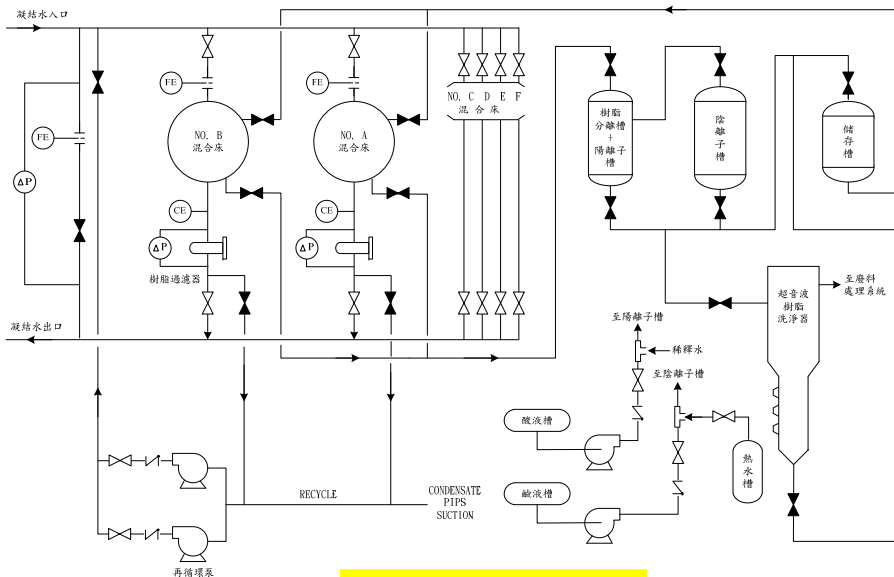 凝結水入口
FE
FE
FE
NO. C D E F
混合床
NO. B
混合床
NO. A
混合床
樹脂
分離槽
+
陽離子槽
陰離子槽
儲存槽
ΔP
CE
CE
ΔP
ΔP
樹脂過濾器
凝結水出口
超音波
樹脂
洗淨器
至廢料
處理系統
至陽離子槽
稀釋水
至陰離子槽
酸液槽
熱水槽
鹼液槽
RECYCLE
CONDENSATE
PIPS
SUCTION
再循環泵